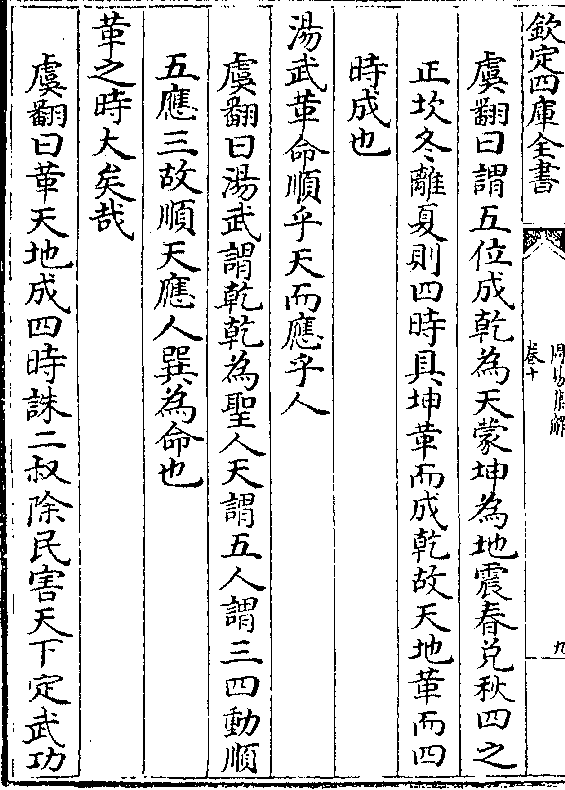 欽定四庫全書
周易集解
卷十
九
虞翻曰謂五位成乾為天蒙坤為地震春兌秋四之
正坎冬離夏則四時具坤革而成乾故天地革而四
時成也
湯武革命順乎天而應乎人
虞翻曰湯武謂乾乾為聖人天謂五人謂三四動順
五應三故順天應人巽為命也
革之時大矣哉
虞翻曰革天地成四時誅二叔除民害天下定武功